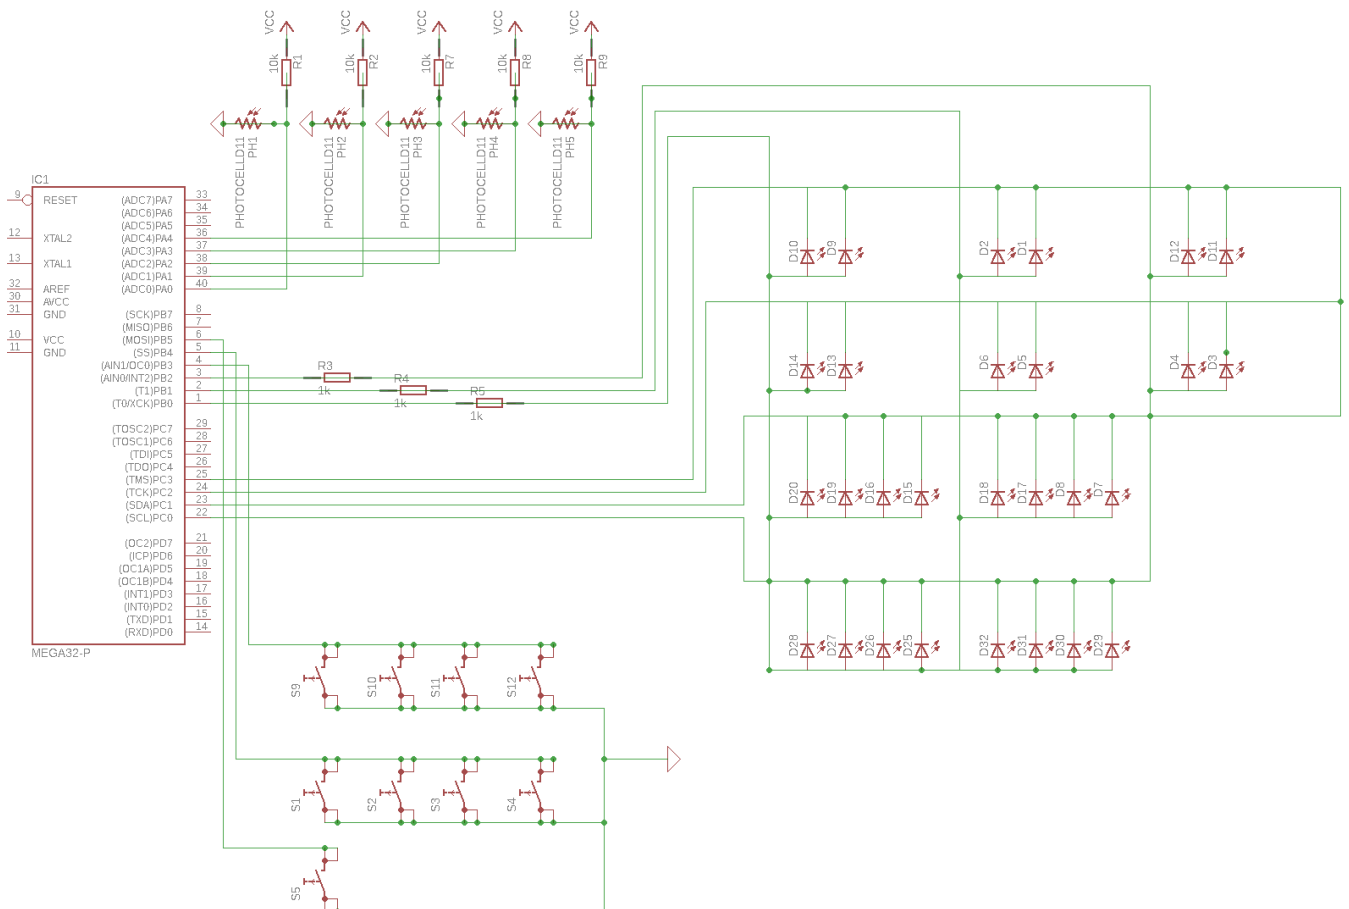 VCC
VCC
VCC
VCC
VCC
10k
R1
10k
R2
10k
R7
10k
R8
10k
R9
PHOTOCELLD11
PH1
PHOTOCELLD11
PH2
PHOTOCELLD11
PH3
PHOTOCELLD11
PH4
PHOTOCELLD11
PH5
IC1
9
RESET
12
XTAL2
13
XTAL1
32
AREF
30
AVCC
31
GND
10
VCC
11
GND
(ADC7)PA7
33
(ADC6)PA6
34
(ADC5)PA5
35
(ADC4)PA4
36
(ADC3)PA3
37
(ADC2)PA2
38
(ADC1)PA1
39
(ADC0)PA0
40
(SCK)PB7
8
(MISO)PB6
7
(MOSI)PB5
6
(SS)PB4
5
(AIN1/OC0)PB3
4
(AIN0/INT2)PB2
3
(T1)PB1
2
(T0/XCK)PB0
1
(TOSC2)PC7
29
(TOSC1)PC6
28
(TDI)PC5
27
(TDO)PC4
26
(TMS)PC3
25
(TCK)PC2
24
(SDA)PC1
23
(SCL)PC0
22
(OC2)PD7
21
(ICP)PD6
20
(OC1A)PD5
19
(OC1B)PD4
18
(INT1)PD3
17
(INT0)PD2
16
(TXD)PD1
15
(RXD)PD0
14
MEGA32-P
R3
1k
R4
1k
R5
1k
D10
D9
D2
D1
D12
D11
D14
D13
D6
D5
D4
D3
D20
D19
D16
D15
D18
D17
D8
D7
D28
D27
D26
D25
D32
D31
D30
D29
S9
S10
S11
S12
S1
S2
S3
S4
S5